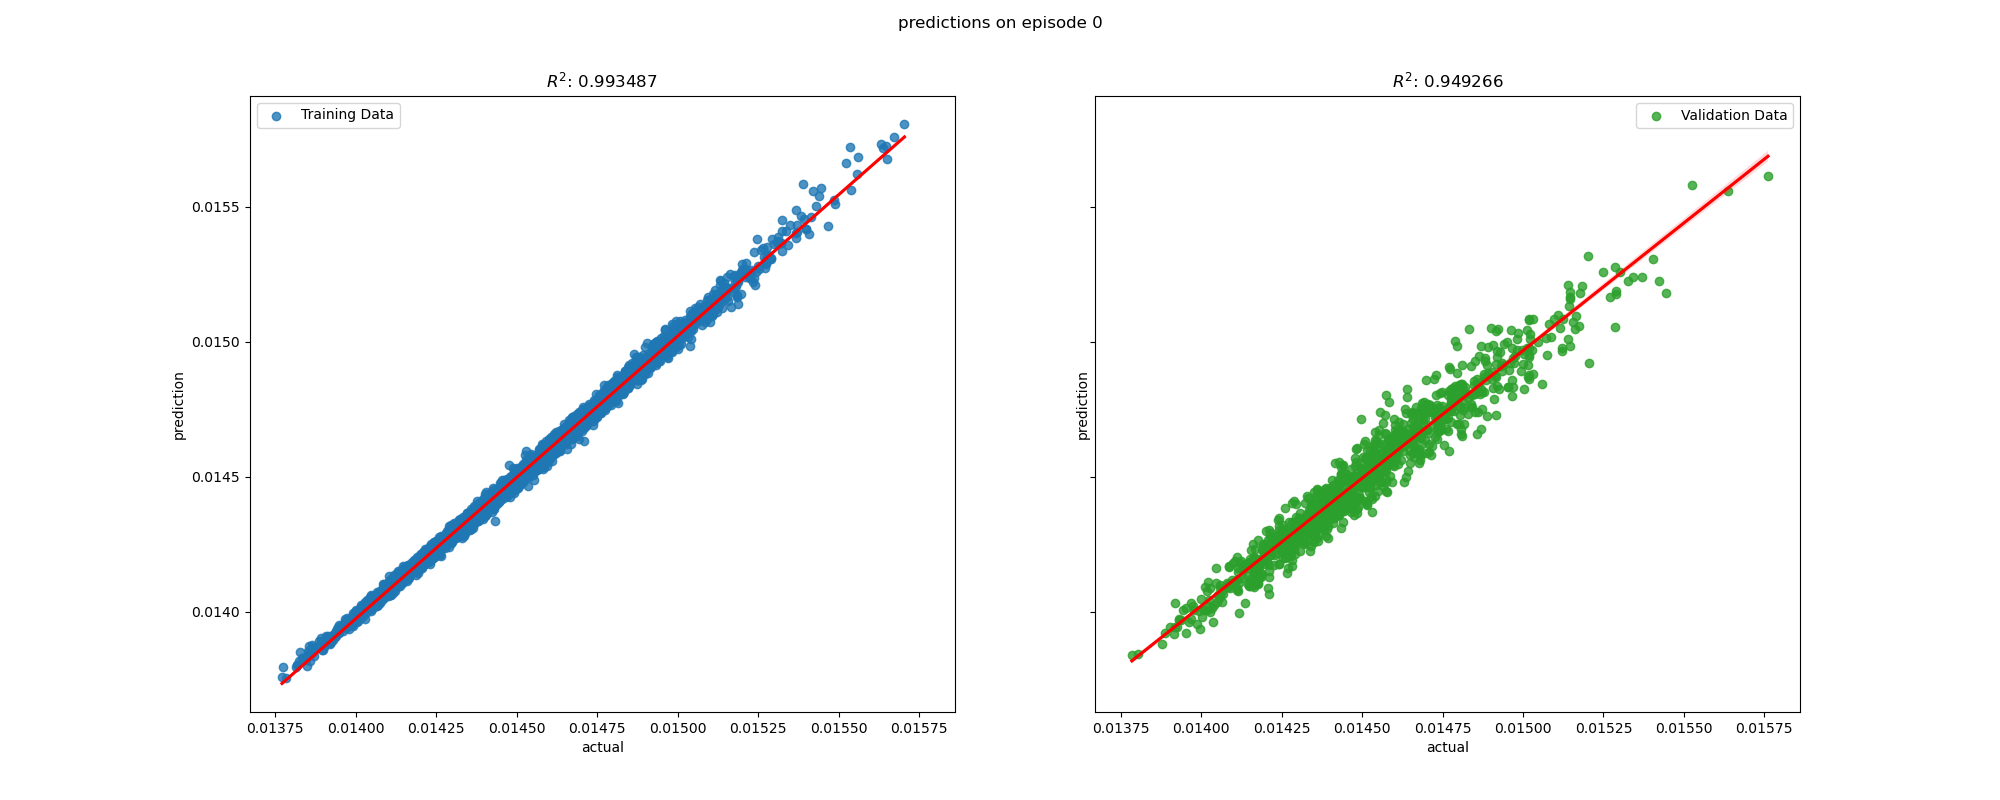 predictions on episode 0
R²: 0.993487
Training Data
prediction
0.0155
0.0150
0.0145
0.0140
0.01375 0.01400 0.01425 0.01450 0.01475 0.01500 0.01525 0.01550 0.01575
actual
R²: 0.949266
Validation Data
prediction
0.01375 0.01400 0.01425 0.01450 0.01475 0.01500 0.01525 0.01550 0.01575
actual